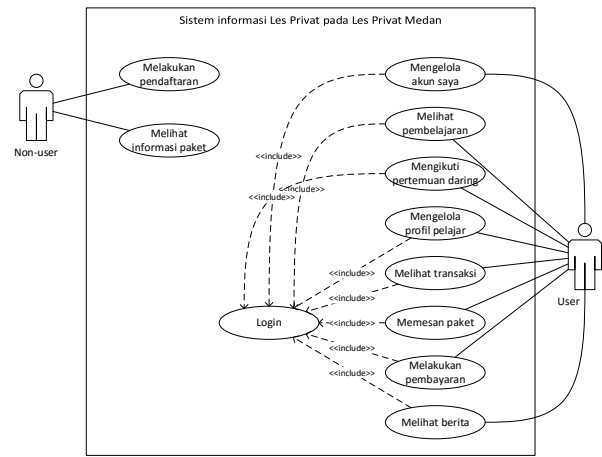 Sistem informasi Les Privat pada Les Privat Medan
Melakukan
pendaftaran
Melihat
informasi paket
Non-user
Mengelola
akun saya
Melihat
pembelajaran
Mengikuti
pertemuan daring
Mengelola
profil pelajar
Melihat transaksi
Memesan paket
Melakukan
pembayaran
Melihat berita
User
Login
<<include>>
<<include>>
<<include>>
<<include>>
<<include>>
<<include>>
<<include>>
<<include>>